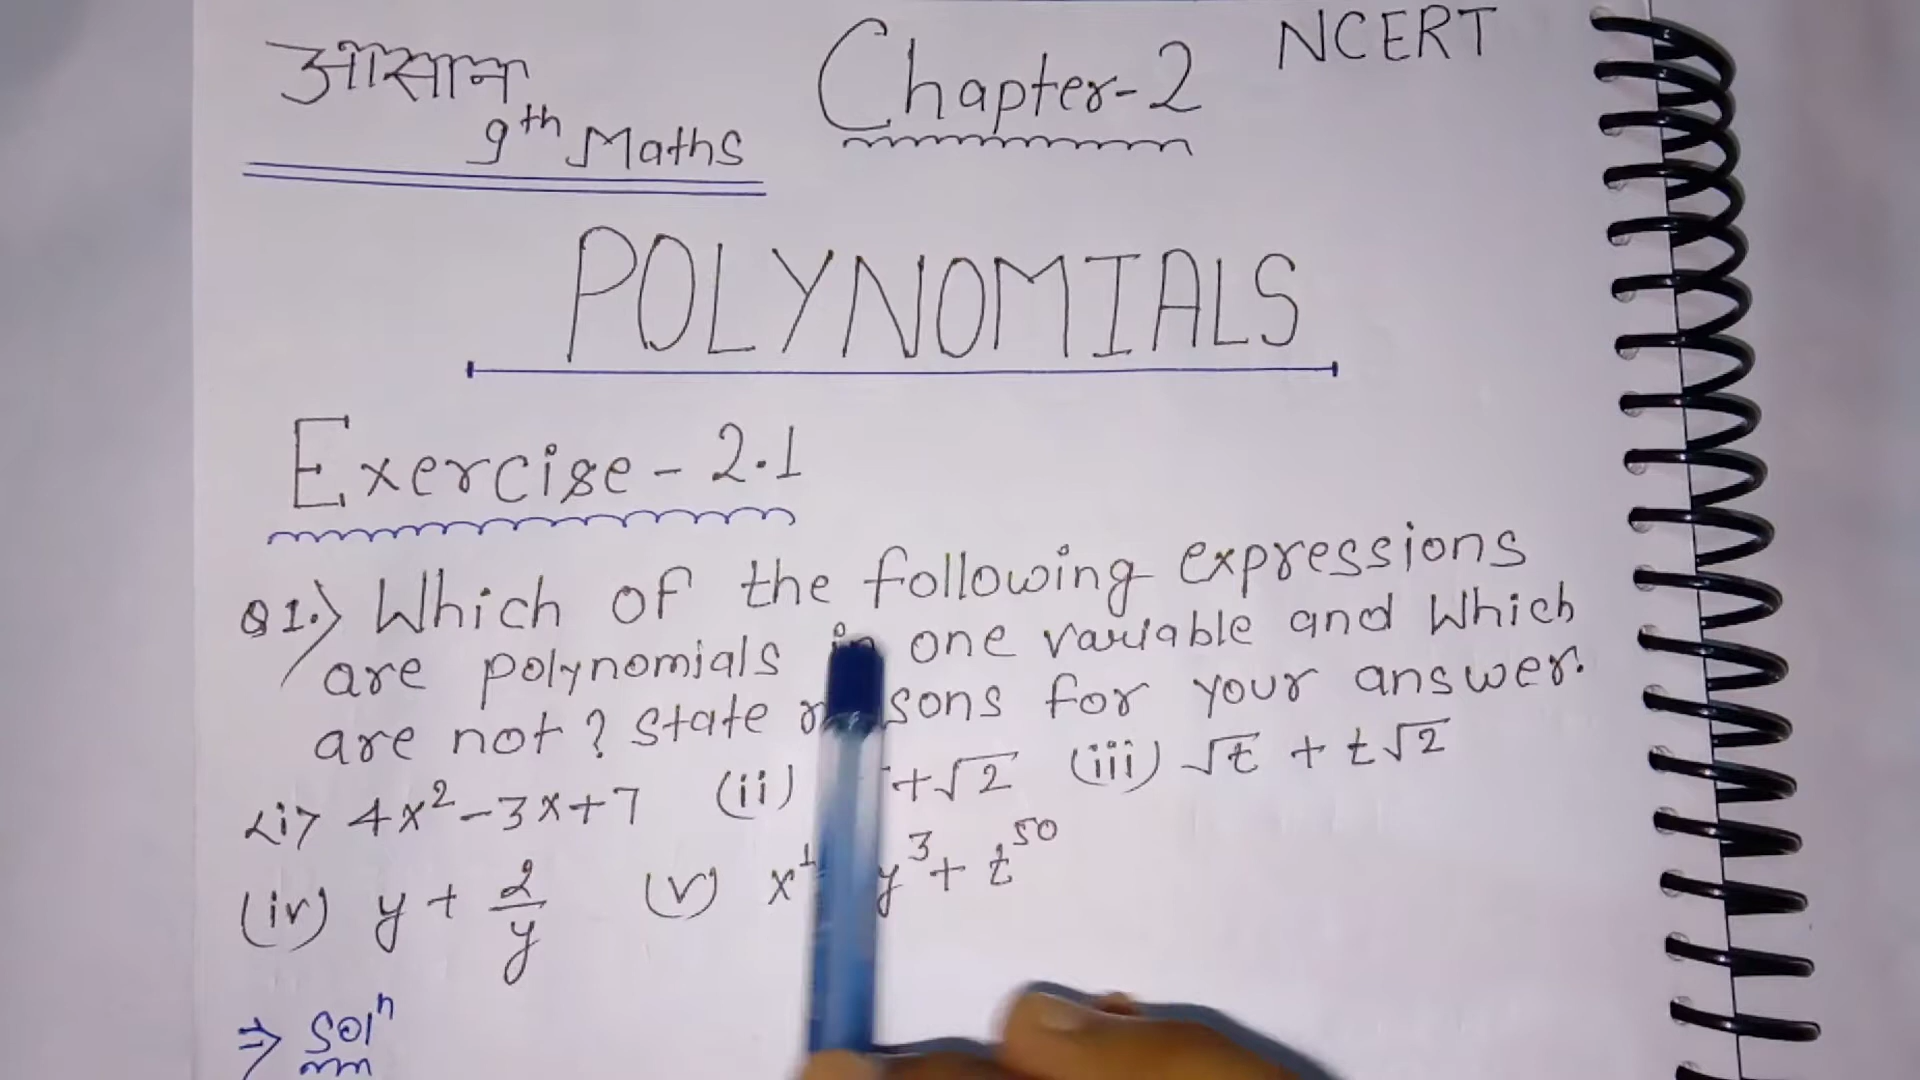 आसान
9th Maths
Chapter-2
NCERT
POLYNOMIALS
Exercise-2.1
Q1.) Which of the following expressions
are polynomials in one variable and which
are not? State for your answer.
<i> 4x²-3x+7 (ii) +√2 (iii) √t + t√2
(iv) y + 2/y (v) y³+ t⁵⁰
⇒ Solⁿ